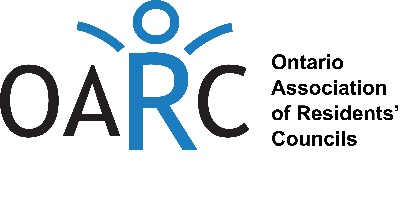 OARC
Ontario
Association
of Residents’
Councils